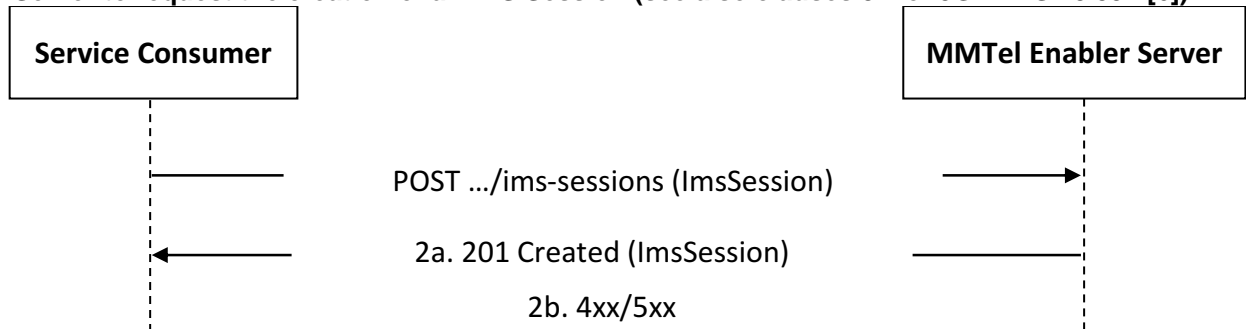 Service Consumer
MMTel Enabler Server
POST …/ims-sessions (ImsSession)
2a. 201 Created (ImsSession)
2b. 4xx/5xx